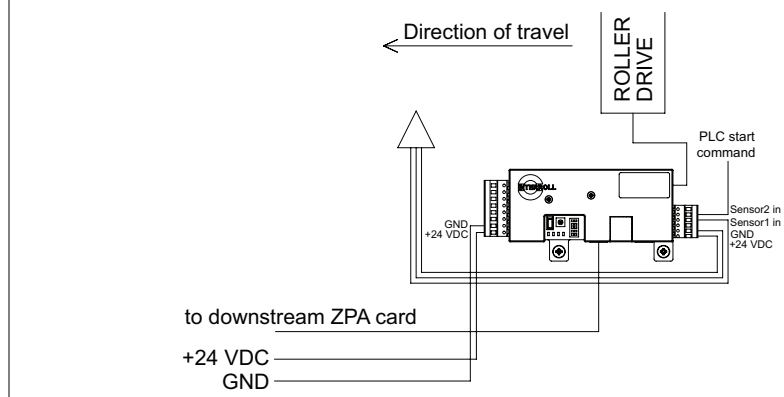 Direction of travel
ROLLER
DRIVE
PLC start
command
INTERROLL
Sensor2 in
Sensor1 in
GND
+24 VDC
GND
+24 VDC
to downstream ZPA card
+24 VDC
GND